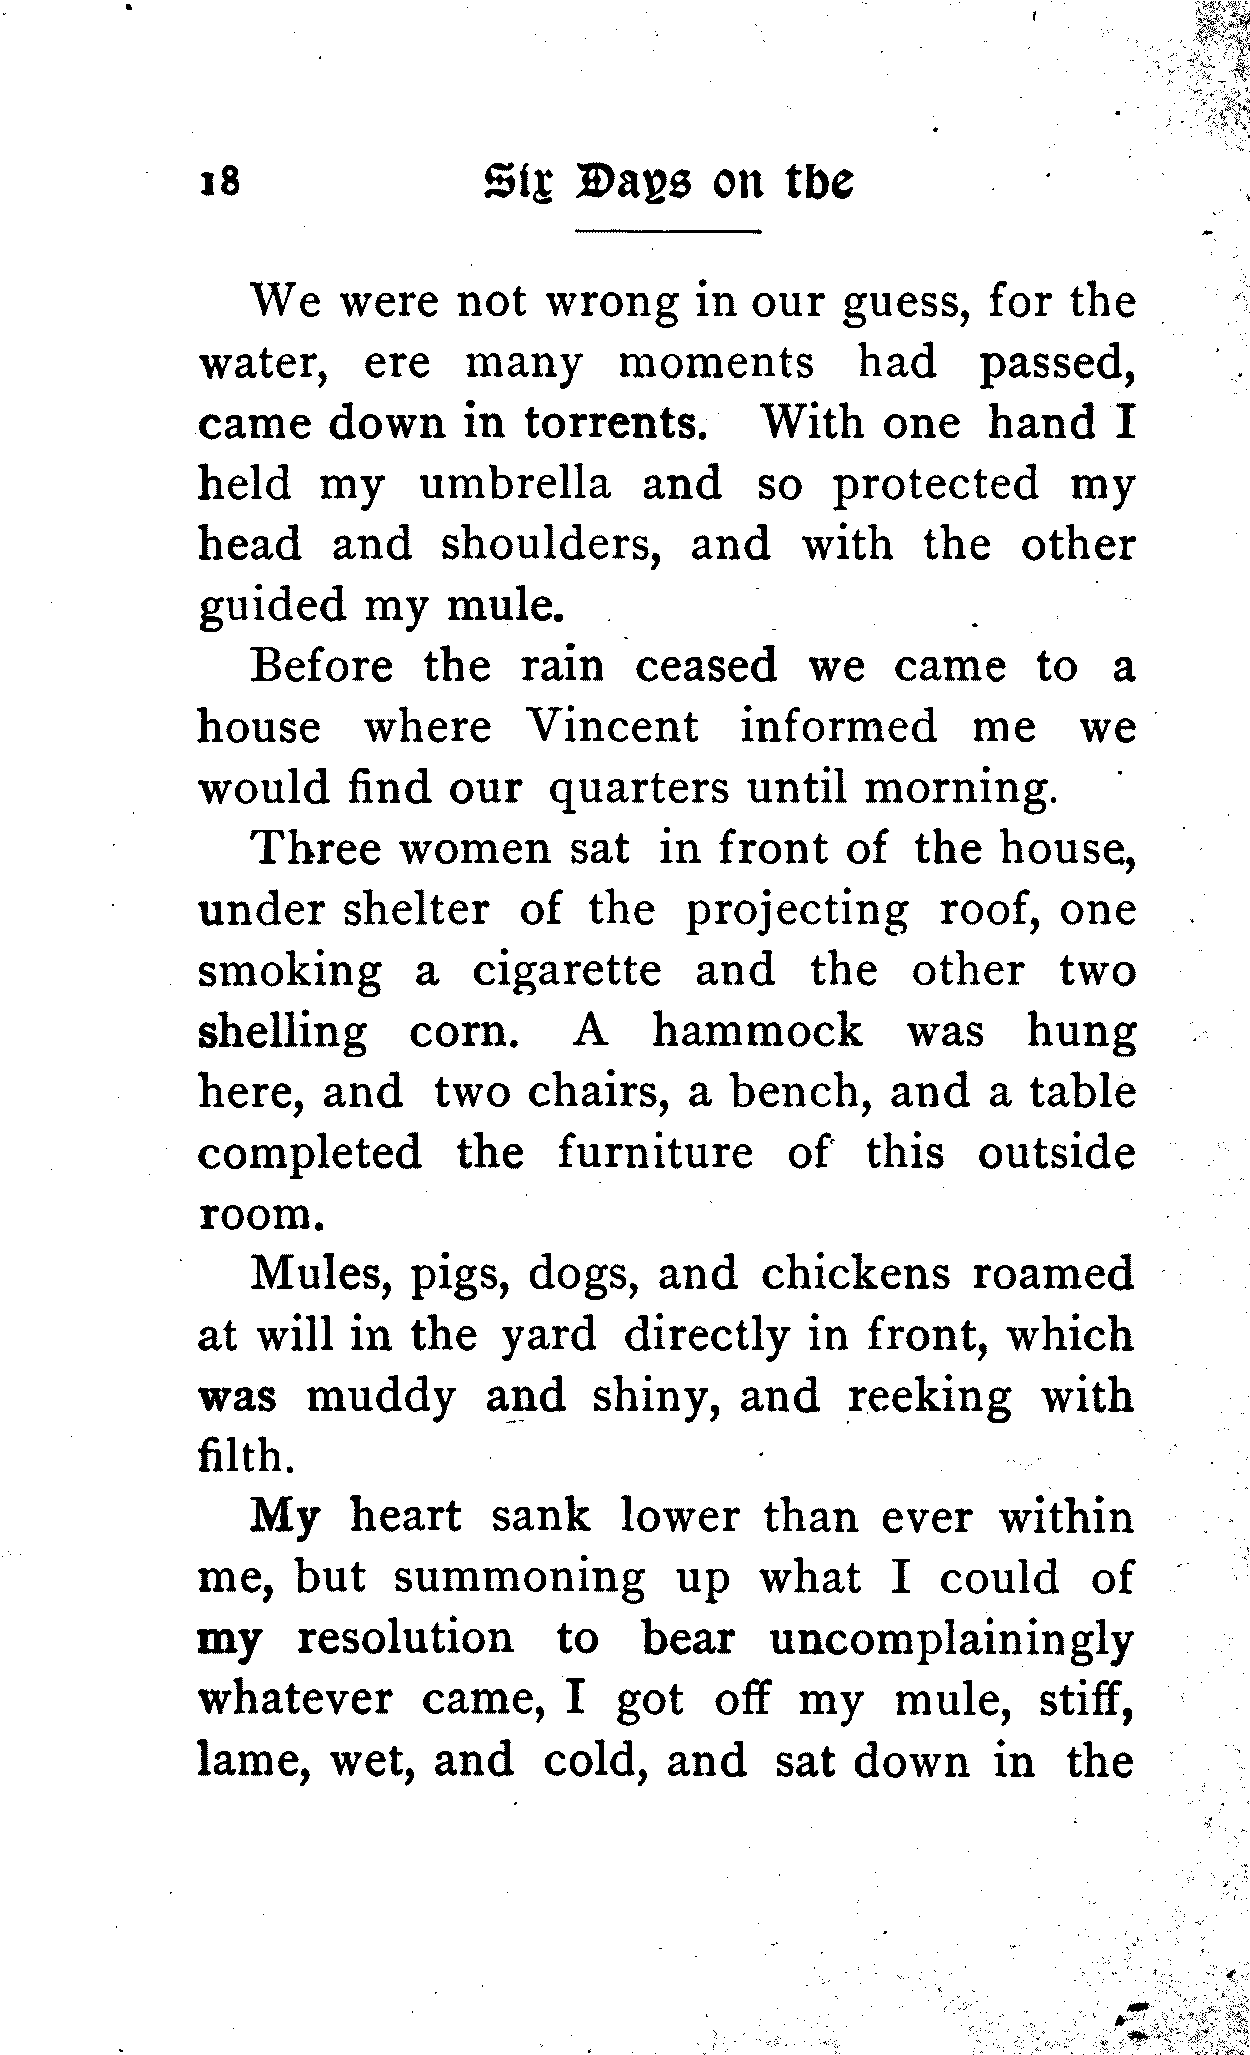 18 Six Days on the
We were not wrong in our guess, for the
water, ere many moments had passed,
came down in torrents. With one hand I
held my umbrella and so protected my
head and shoulders, and with the other
guided my mule.
Before the rain ceased we came to a
house where Vincent informed me we
would find our quarters until morning.
Three women sat in front of the house,
under shelter of the projecting roof, one
smoking a cigarette and the other two
shelling corn. A hammock was hung
here, and two chairs, a bench, and a table
completed the furniture of this outside
room.
Mules, pigs, dogs, and chickens roamed
at will in the yard directly in front, which
was muddy and shiny, and reeking with
filth.
My heart sank lower than ever within
me, but summoning up what I could of
my resolution to bear uncomplainingly
whatever came, I got off my mule, stiff,
lame, wet, and cold, and sat down in the